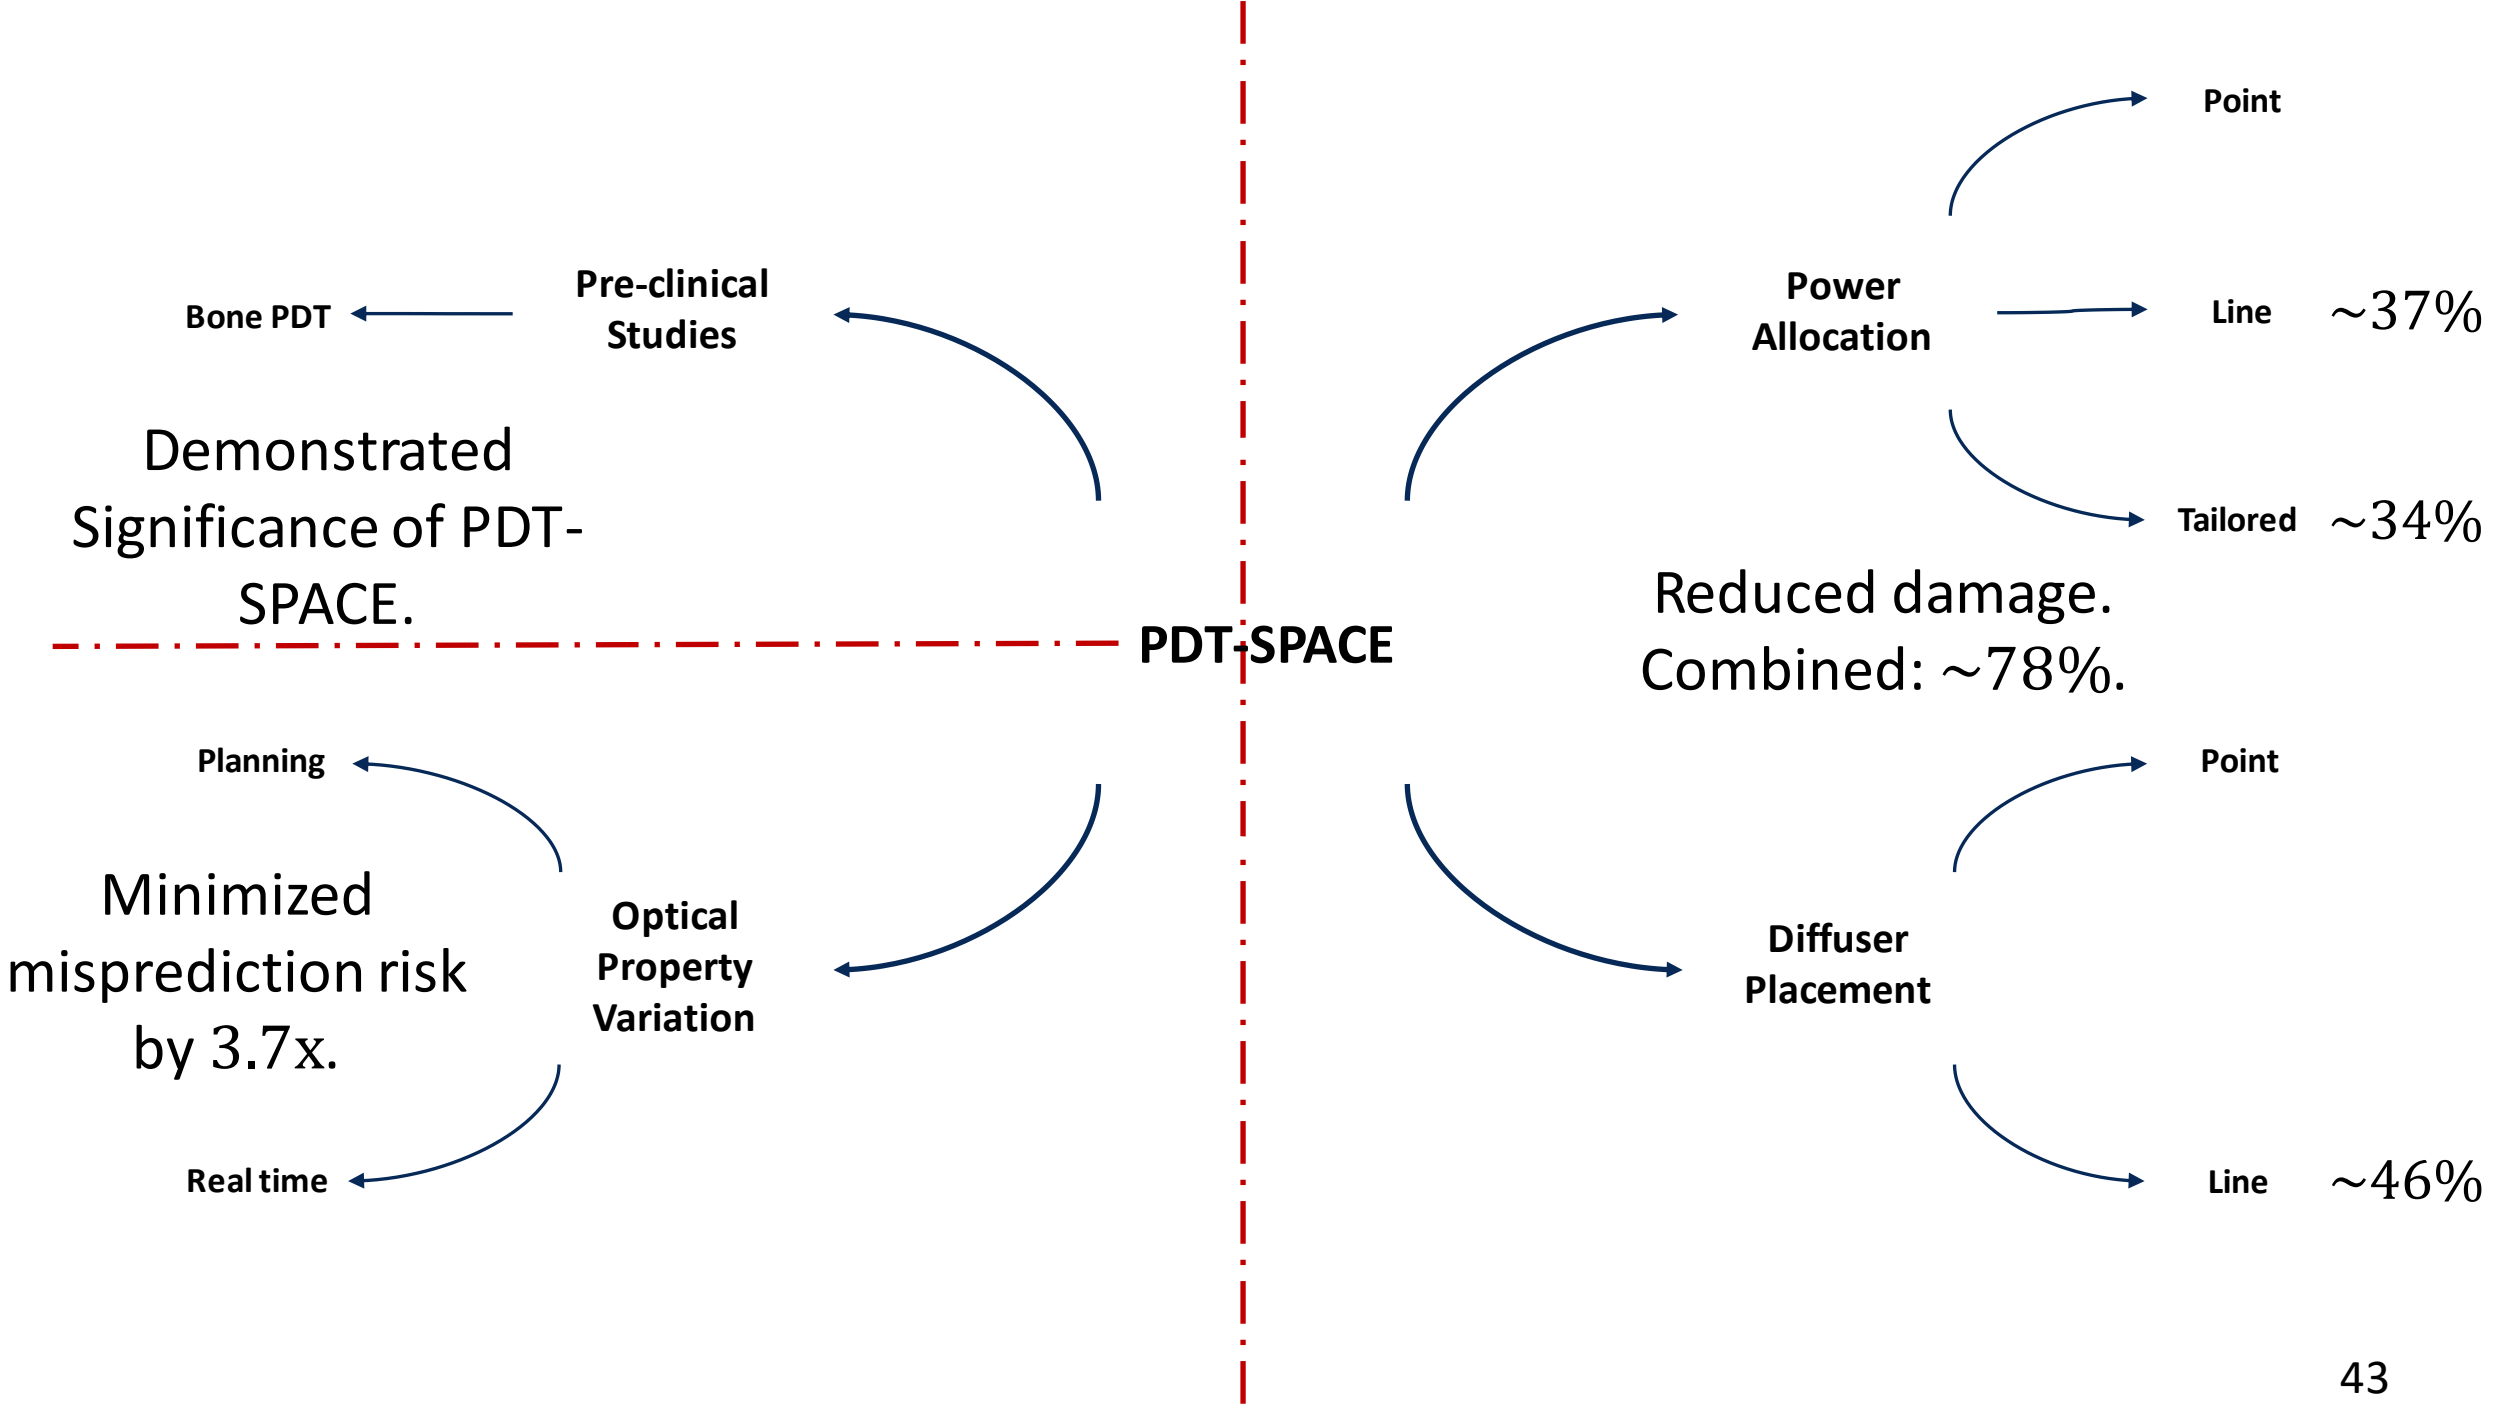 Point
Pre-clinical
Studies
Bone PDT
Power
Allocation
Line ~37%
Demonstrated
Significance of PDT-
SPACE.
Tailored ~34%
Reduced damage.
Combined: ~78%.
PDT-SPACE
Planning
Point
Minimized
misprediction risk
by 3.7x.
Optical
Property
Variation
Diffuser
Placement
Real time
Line ~46%
43